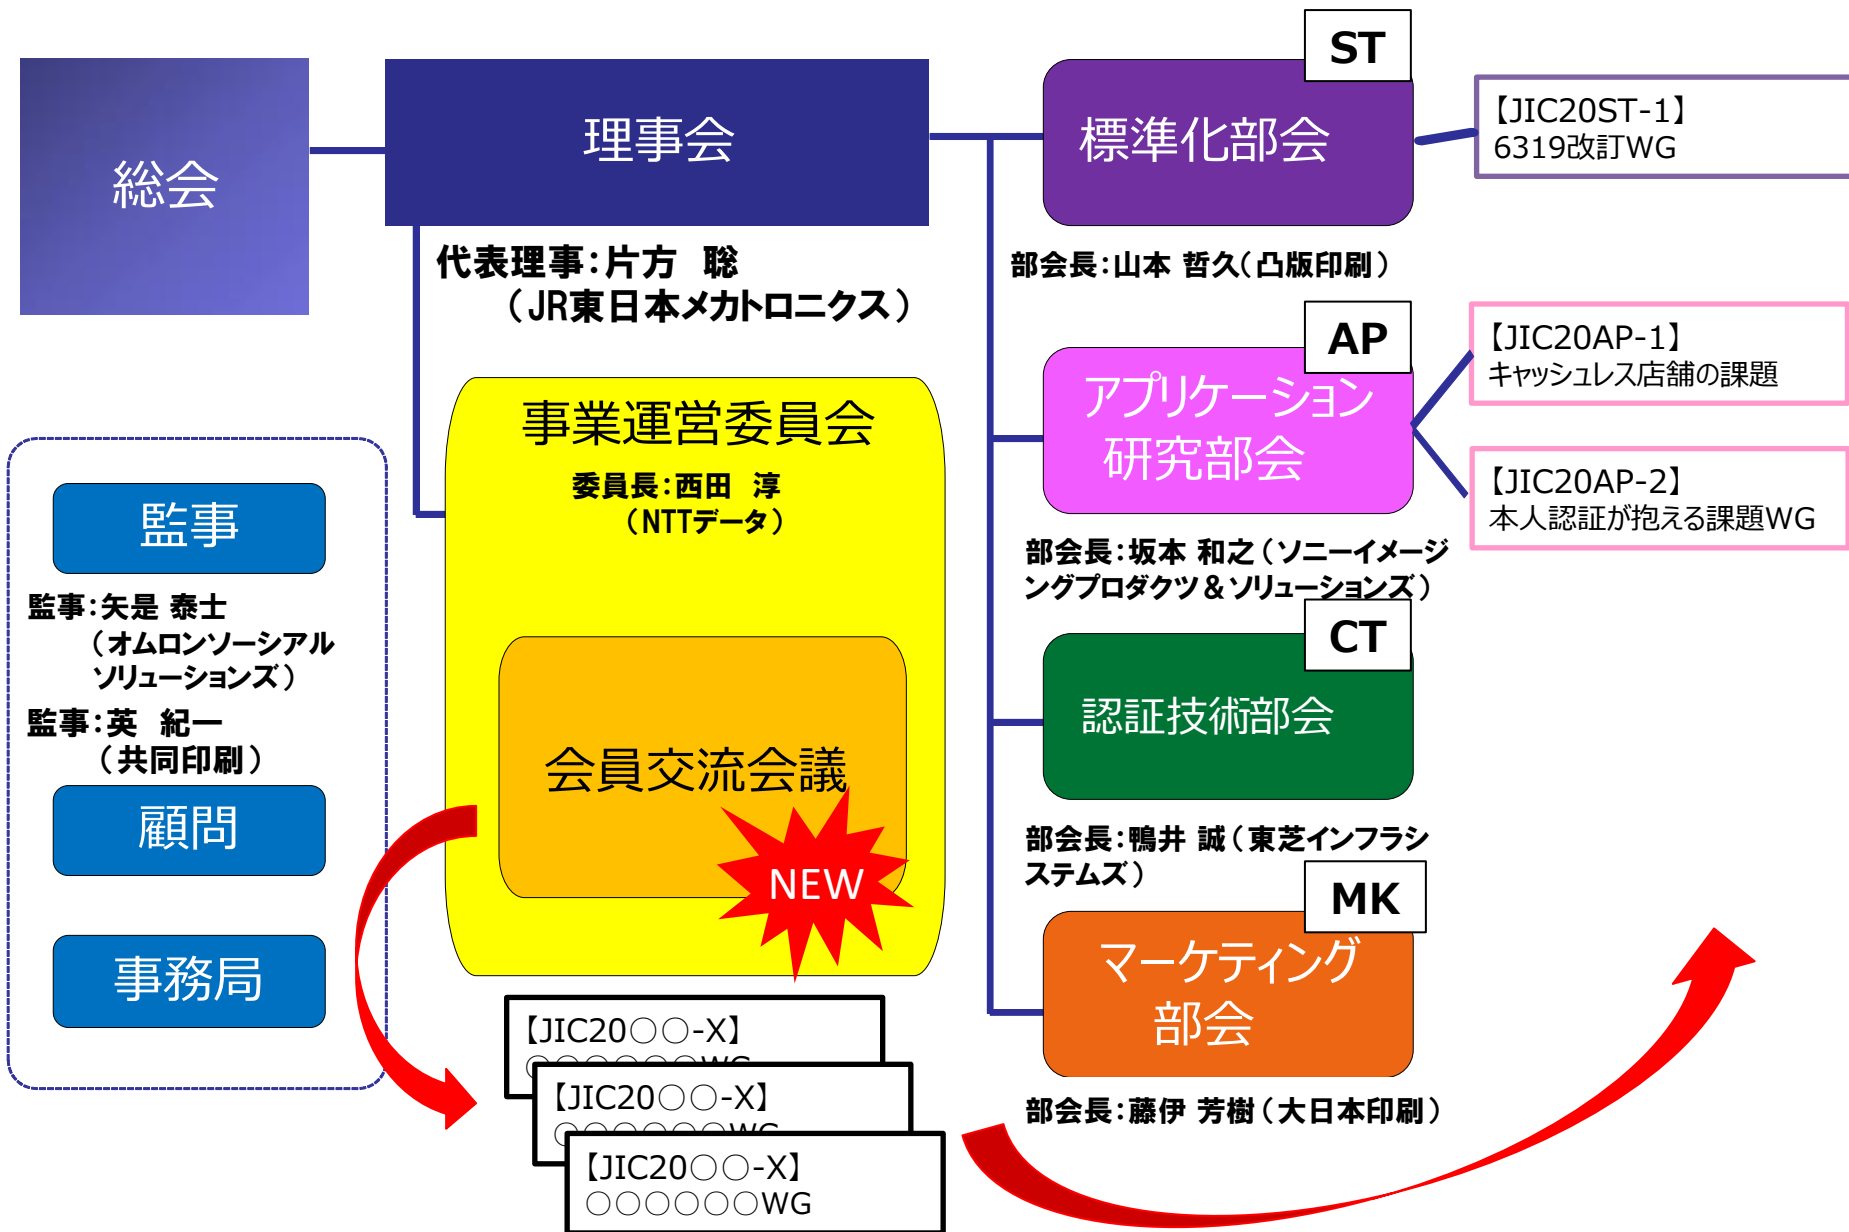 総会
理事会
代表理事：片方　聡
（JR東日本メカトロニクス）
事業運営委員会
委員長：西田　淳
（NTTデータ）
会員交流会議
NEW
監事
監事：矢是 泰士
（オムロンソーシアル
ソリューションズ）
監事：英　紀一
（共同印刷）
顧問
事務局
【JIC20○○-X】
○○○○○○WG
【JIC20○○-X】
○○○○○○WG
【JIC20○○-X】
○○○○○○WG
ST
標準化部会
部会長：山本 哲久（凸版印刷）
【JIC20ST-1】
6319改訂WG
AP
アプリケーション
研究部会
部会長：坂本 和之（ソニーイメージ
ングプロダクツ＆ソリューションズ）
【JIC20AP-1】
キャッシュレス店舗の課題
【JIC20AP-2】
本人認証が抱える課題WG
CT
認証技術部会
部会長：鴨井 誠（東芝インフラシ
ステムズ）
MK
マーケティング
部会
部会長：藤伊 芳樹（大日本印刷）